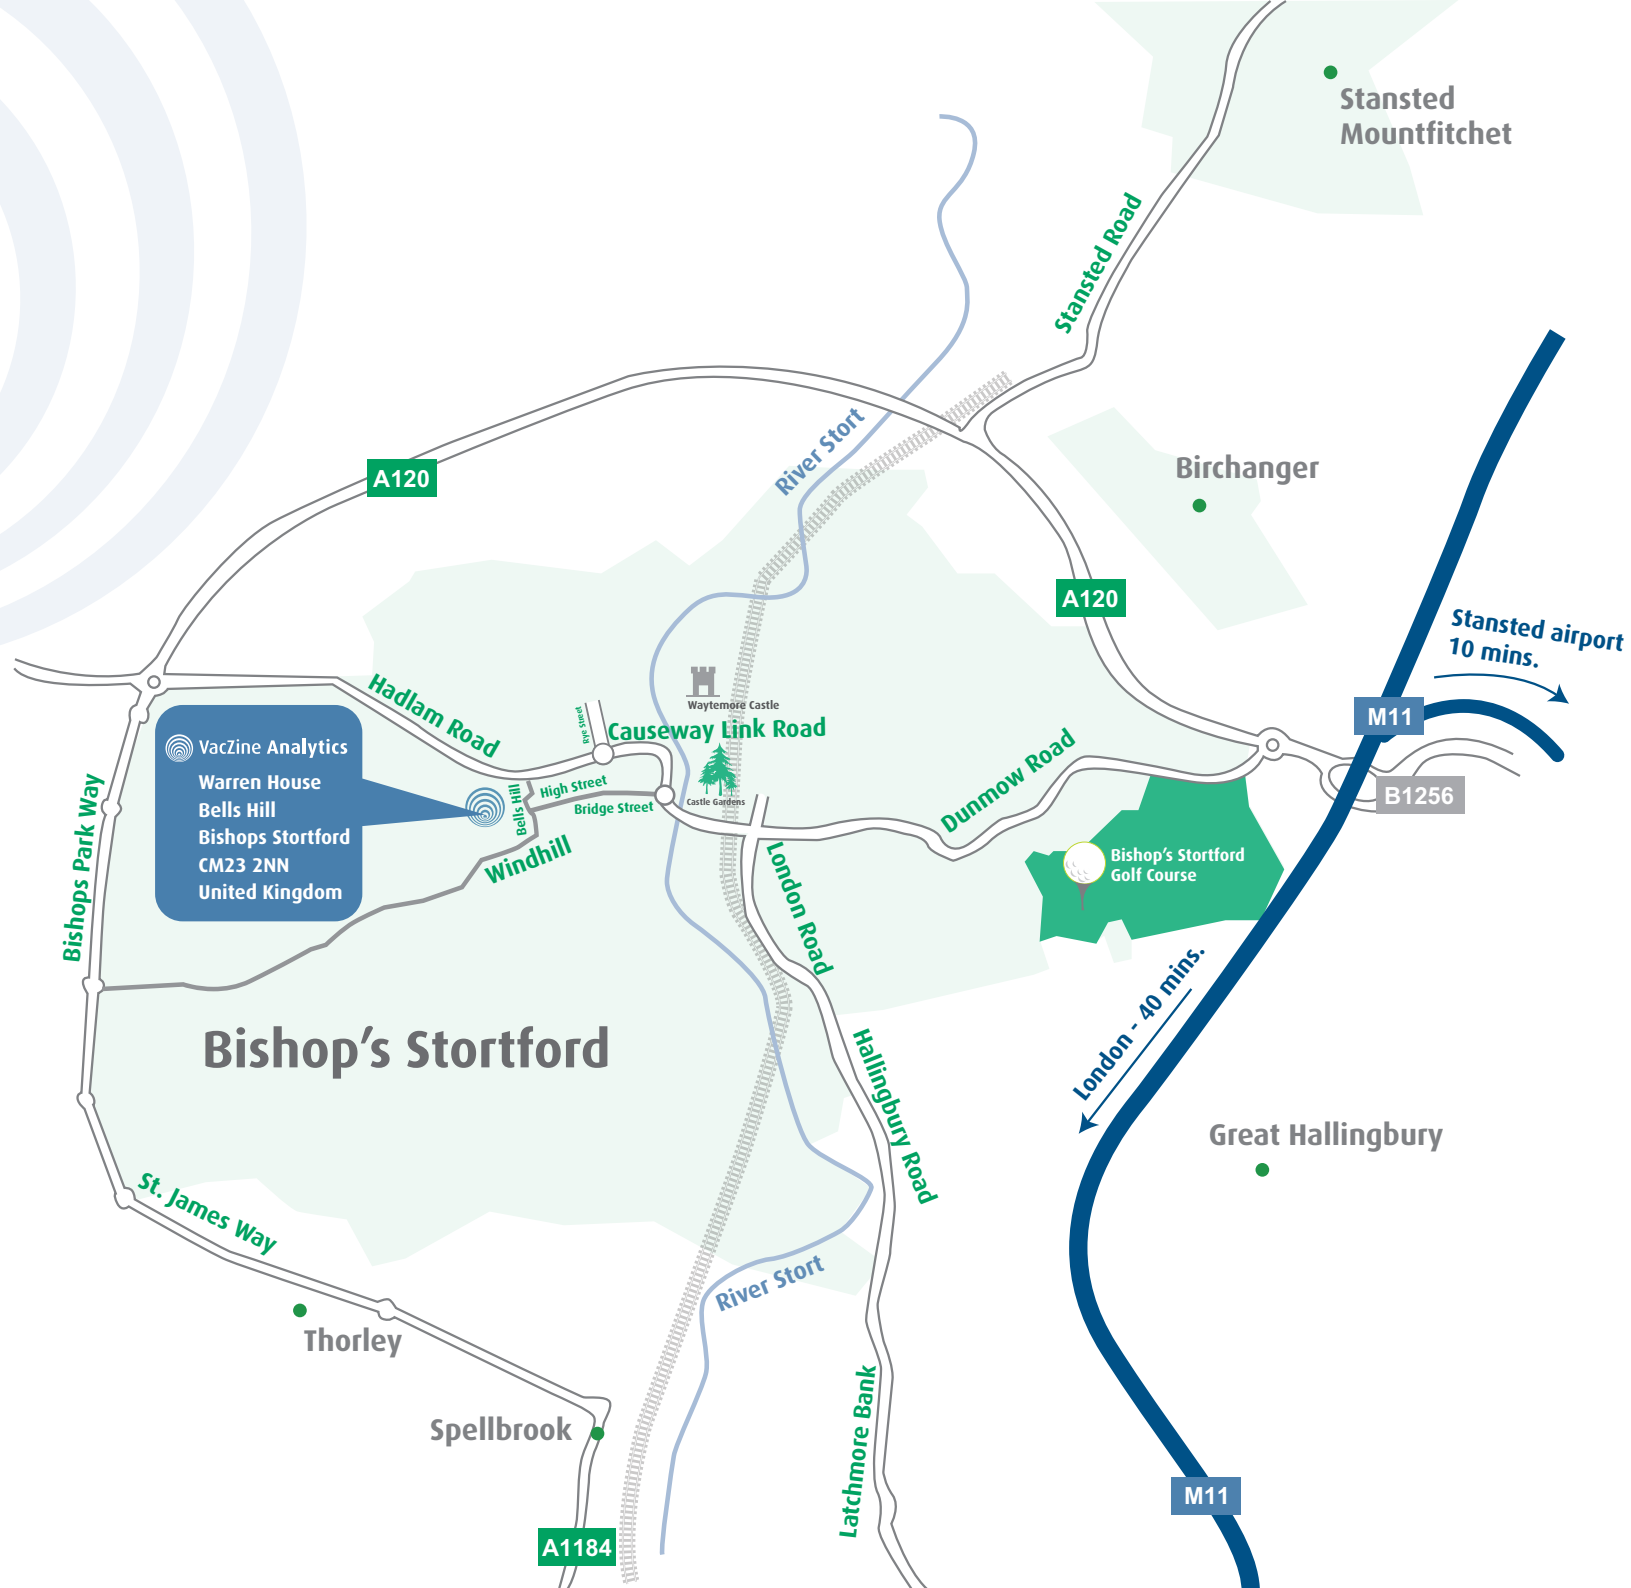 Stansted
Mountfitchet
Stansted Road
River Stort
Birchanger
A120
A120
Stansted airport
10 mins.
Hadlam Road
Rye Street
Waytemore Castle
Causeway Link Road
M11
VacZine Analytics
Warren House
Bells Hill
Bishops Stortford
CM23 2NN
United Kingdom
Bishops Park Way
Bells Hill
High Street
Bridge Street
Castle Gardens
Dunmow Road
B1256
Windhill
London Road
Bishop's Stortford
Golf Course
London - 40 mins.
Bishop's Stortford
Hallingbury Road
Great Hallingbury
St. James Way
River Stort
Thorley
Spellbrook
Latchmore Bank
M11
A1184